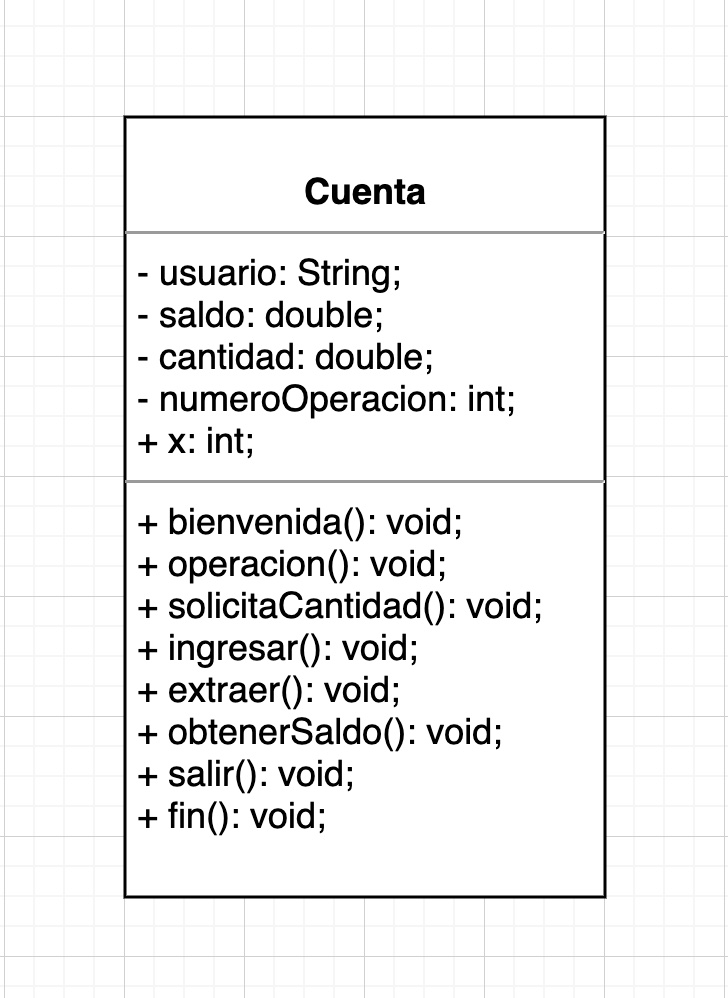 Cuenta
- usuario: String;
- saldo: double;
- cantidad: double;
- numeroOperacion: int;
+ x: int;
+ bienvenida(): void;
+ operacion(): void;
+ solicitaCantidad(): void;
+ ingresar(): void;
+ extraer(): void;
+ obtenerSaldo(): void;
+ salir(): void;
+ fin(): void;